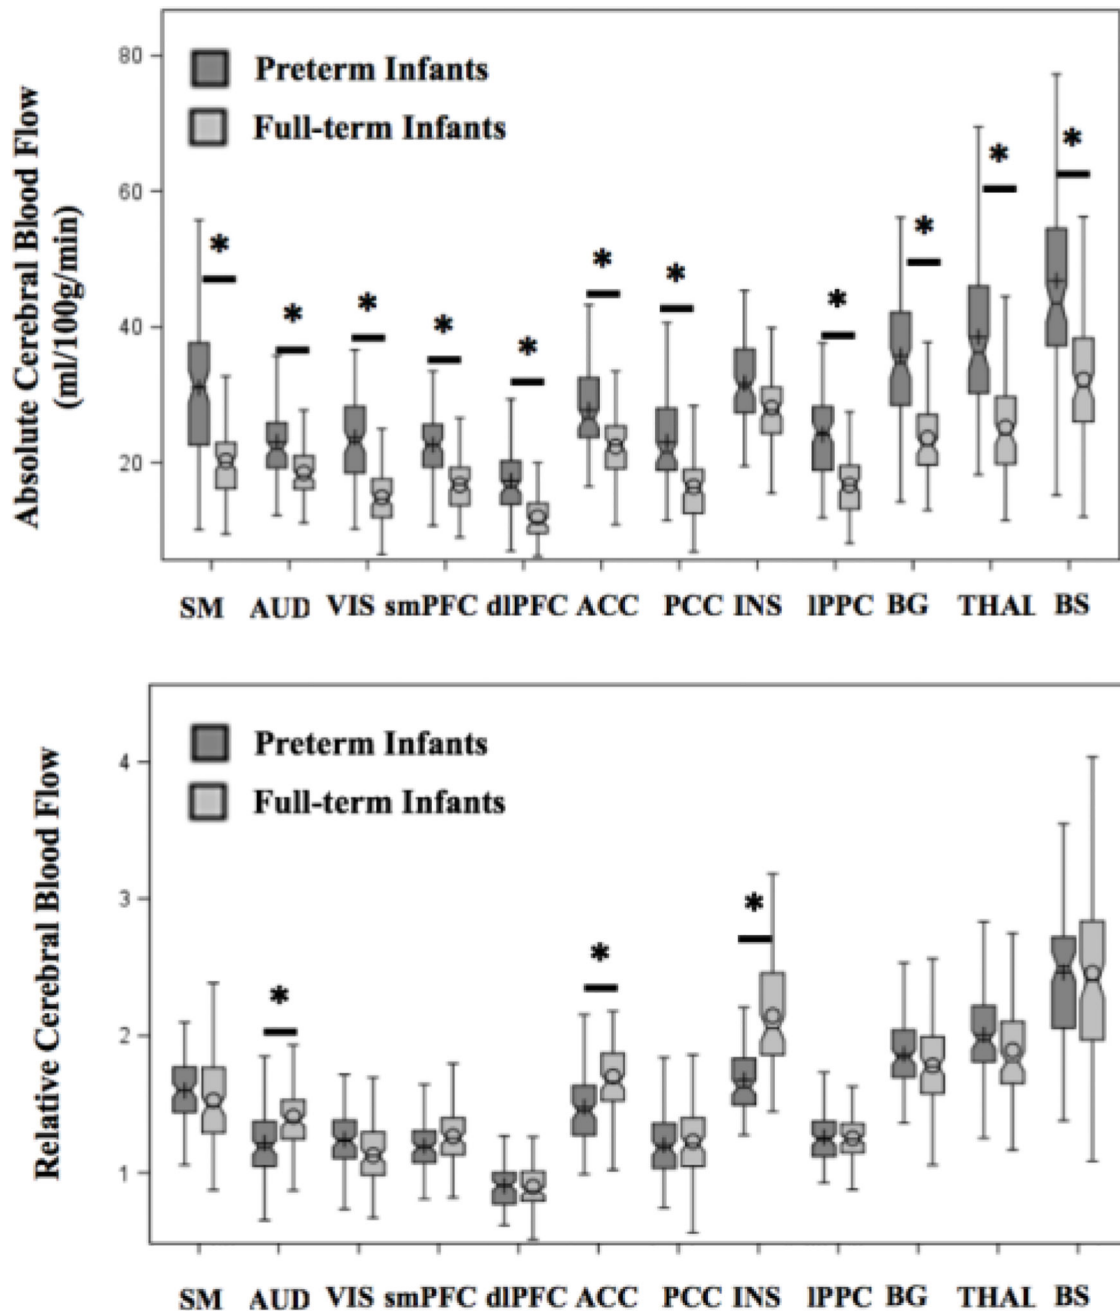 Absolute Cerebral Blood Flow
(ml/100g/min)
80
60
40
20
Preterm Infants
Full-term Infants
* * * * * * * * * * *
SM AUD VIS smPFC dlPFC ACC PCC INS lPPC BG THAL BS
Relative Cerebral Blood Flow
4
3
2
1
Preterm Infants
Full-term Infants
* * *
SM AUD VIS smPFC dlPFC ACC PCC INS lPPC BG THAL BS